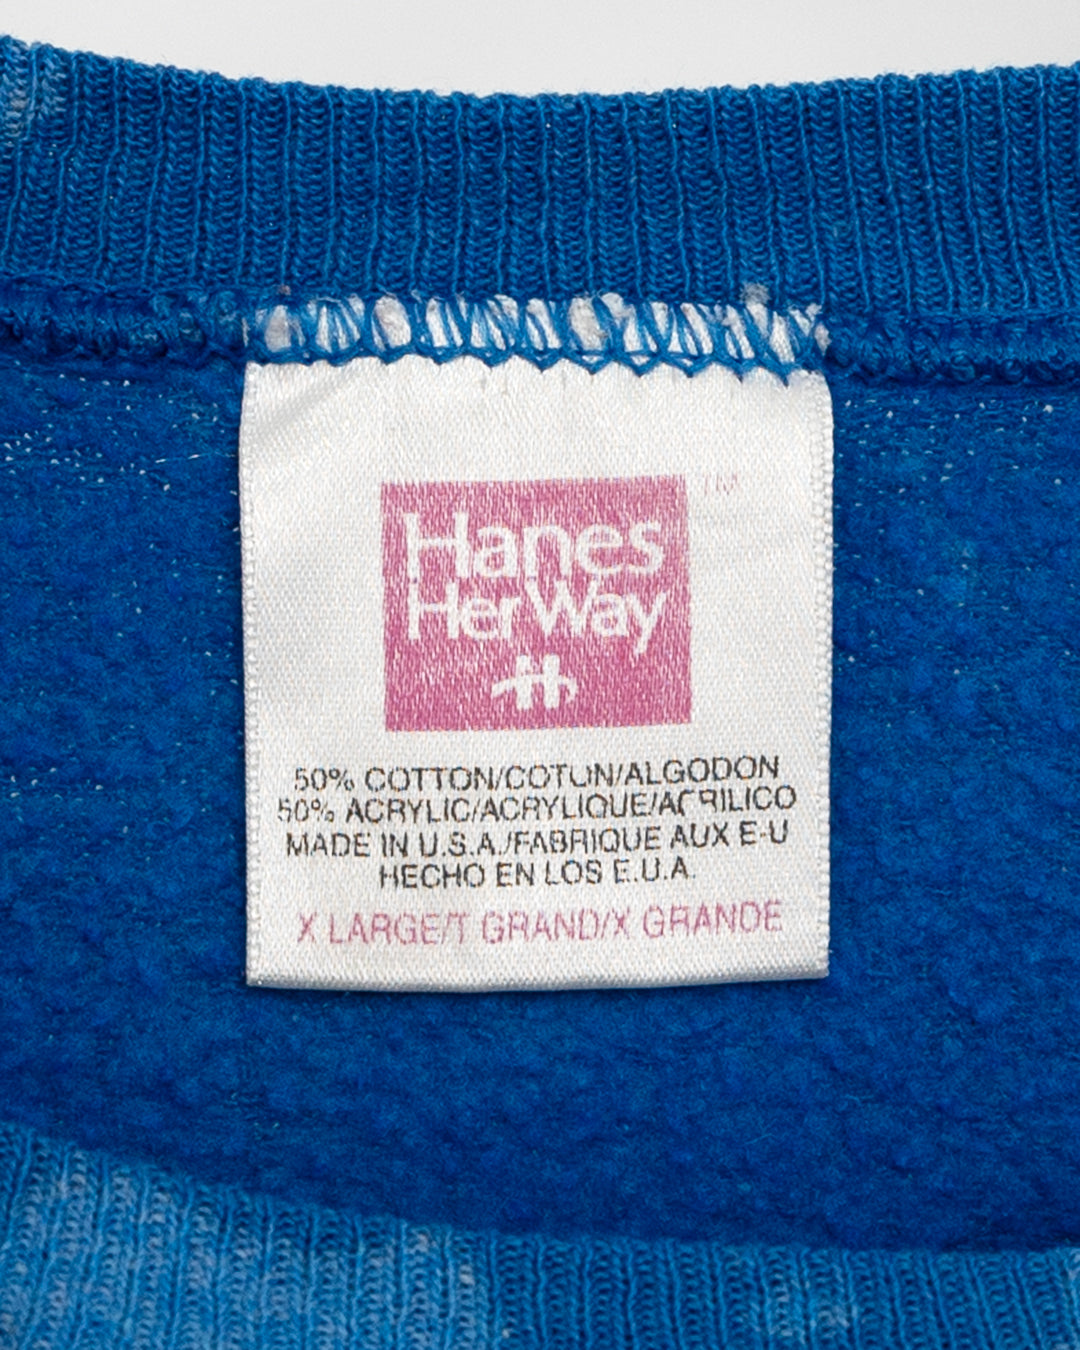 Hanes
Her Way
TM
50% COTTON/COTON/ALGODON
50% ACRYLIC/ACRYLIQUE/ACRILICO
MADE IN U.S.A./FABRIQUE AUX E-U
HECHO EN LOS E.U.A.
X LARGE/T GRAND/X GRANDE